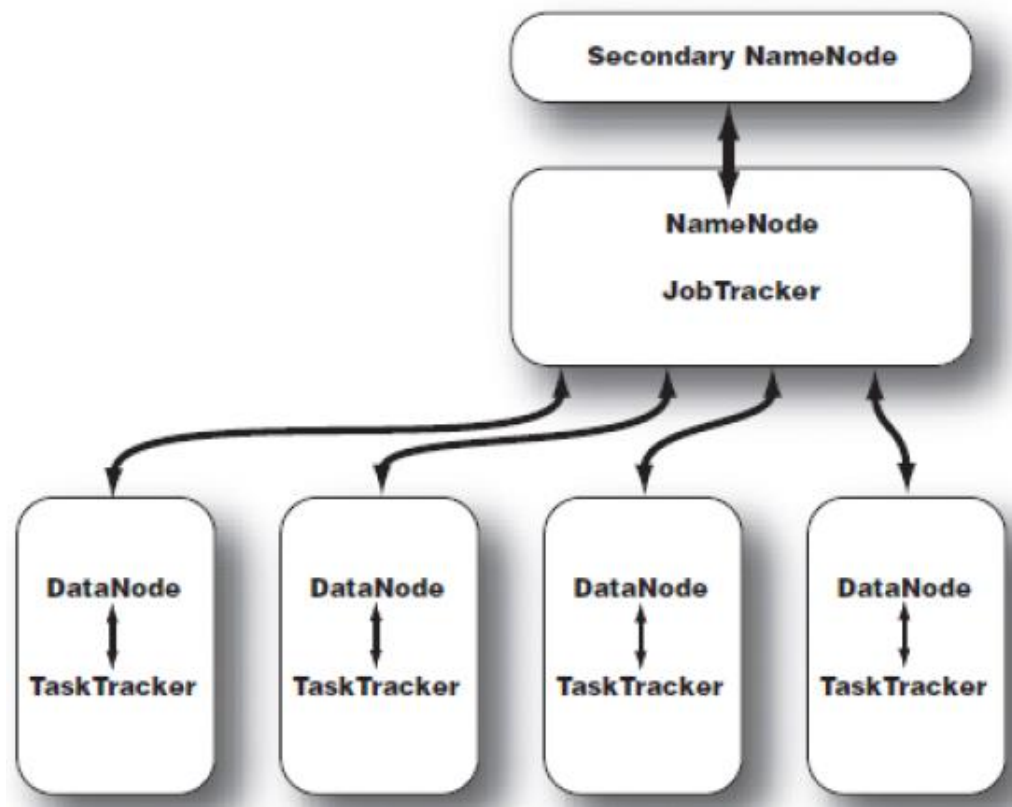 Secondary NameNode
NameNode
JobTracker
DataNode
TaskTracker
DataNode
TaskTracker
DataNode
TaskTracker
DataNode
TaskTracker